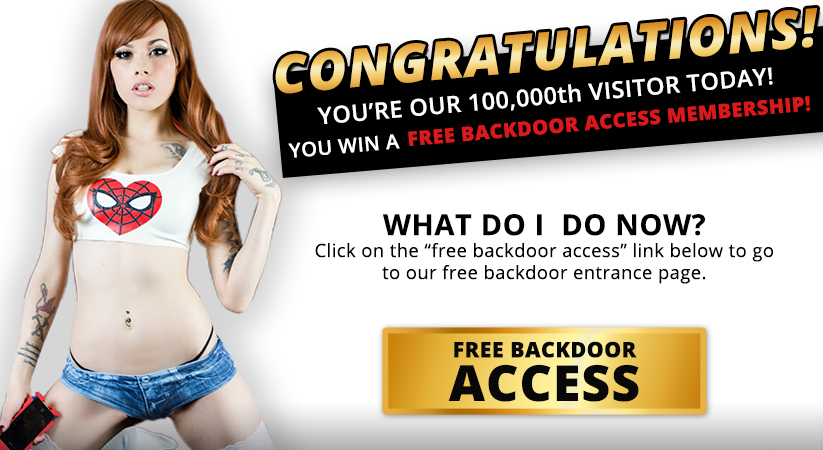 CONGRATULATIONS!
YOU'RE OUR 100,000th VISITOR TODAY!
YOU WIN A FREE BACKDOOR ACCESS MEMBERSHIP!
WHAT DO I DO NOW?
Click on the “free backdoor access” link below to go
to our free backdoor entrance page.
FREE BACKDOOR
ACCESS